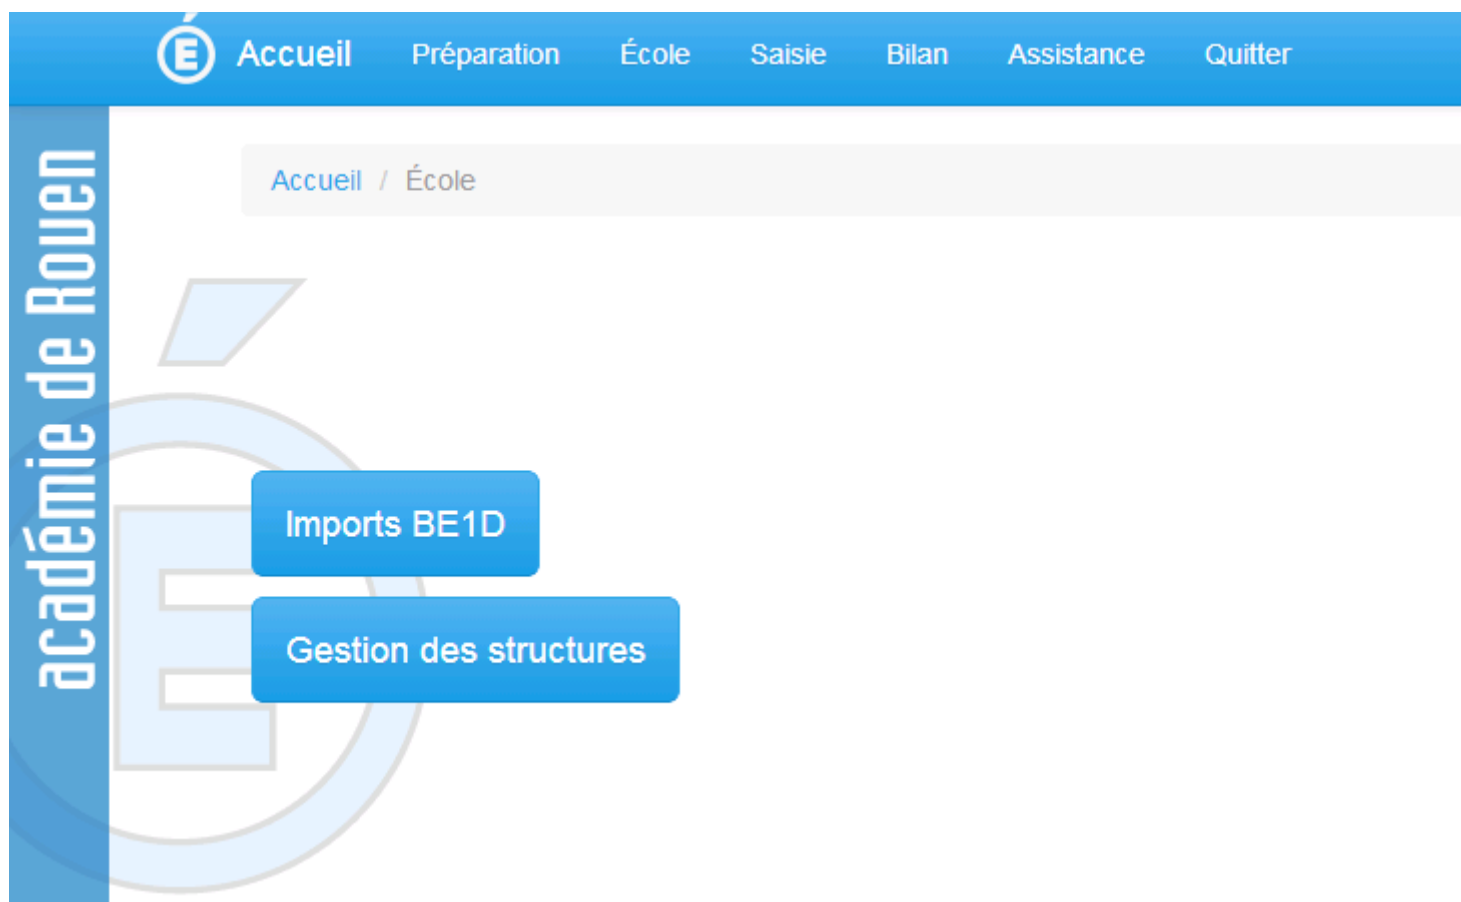 É Accueil Préparation École Saisie Bilan Assistance Quitter
Accueil / École
académie de Rouen
É
Imports BE1D
Gestion des structures